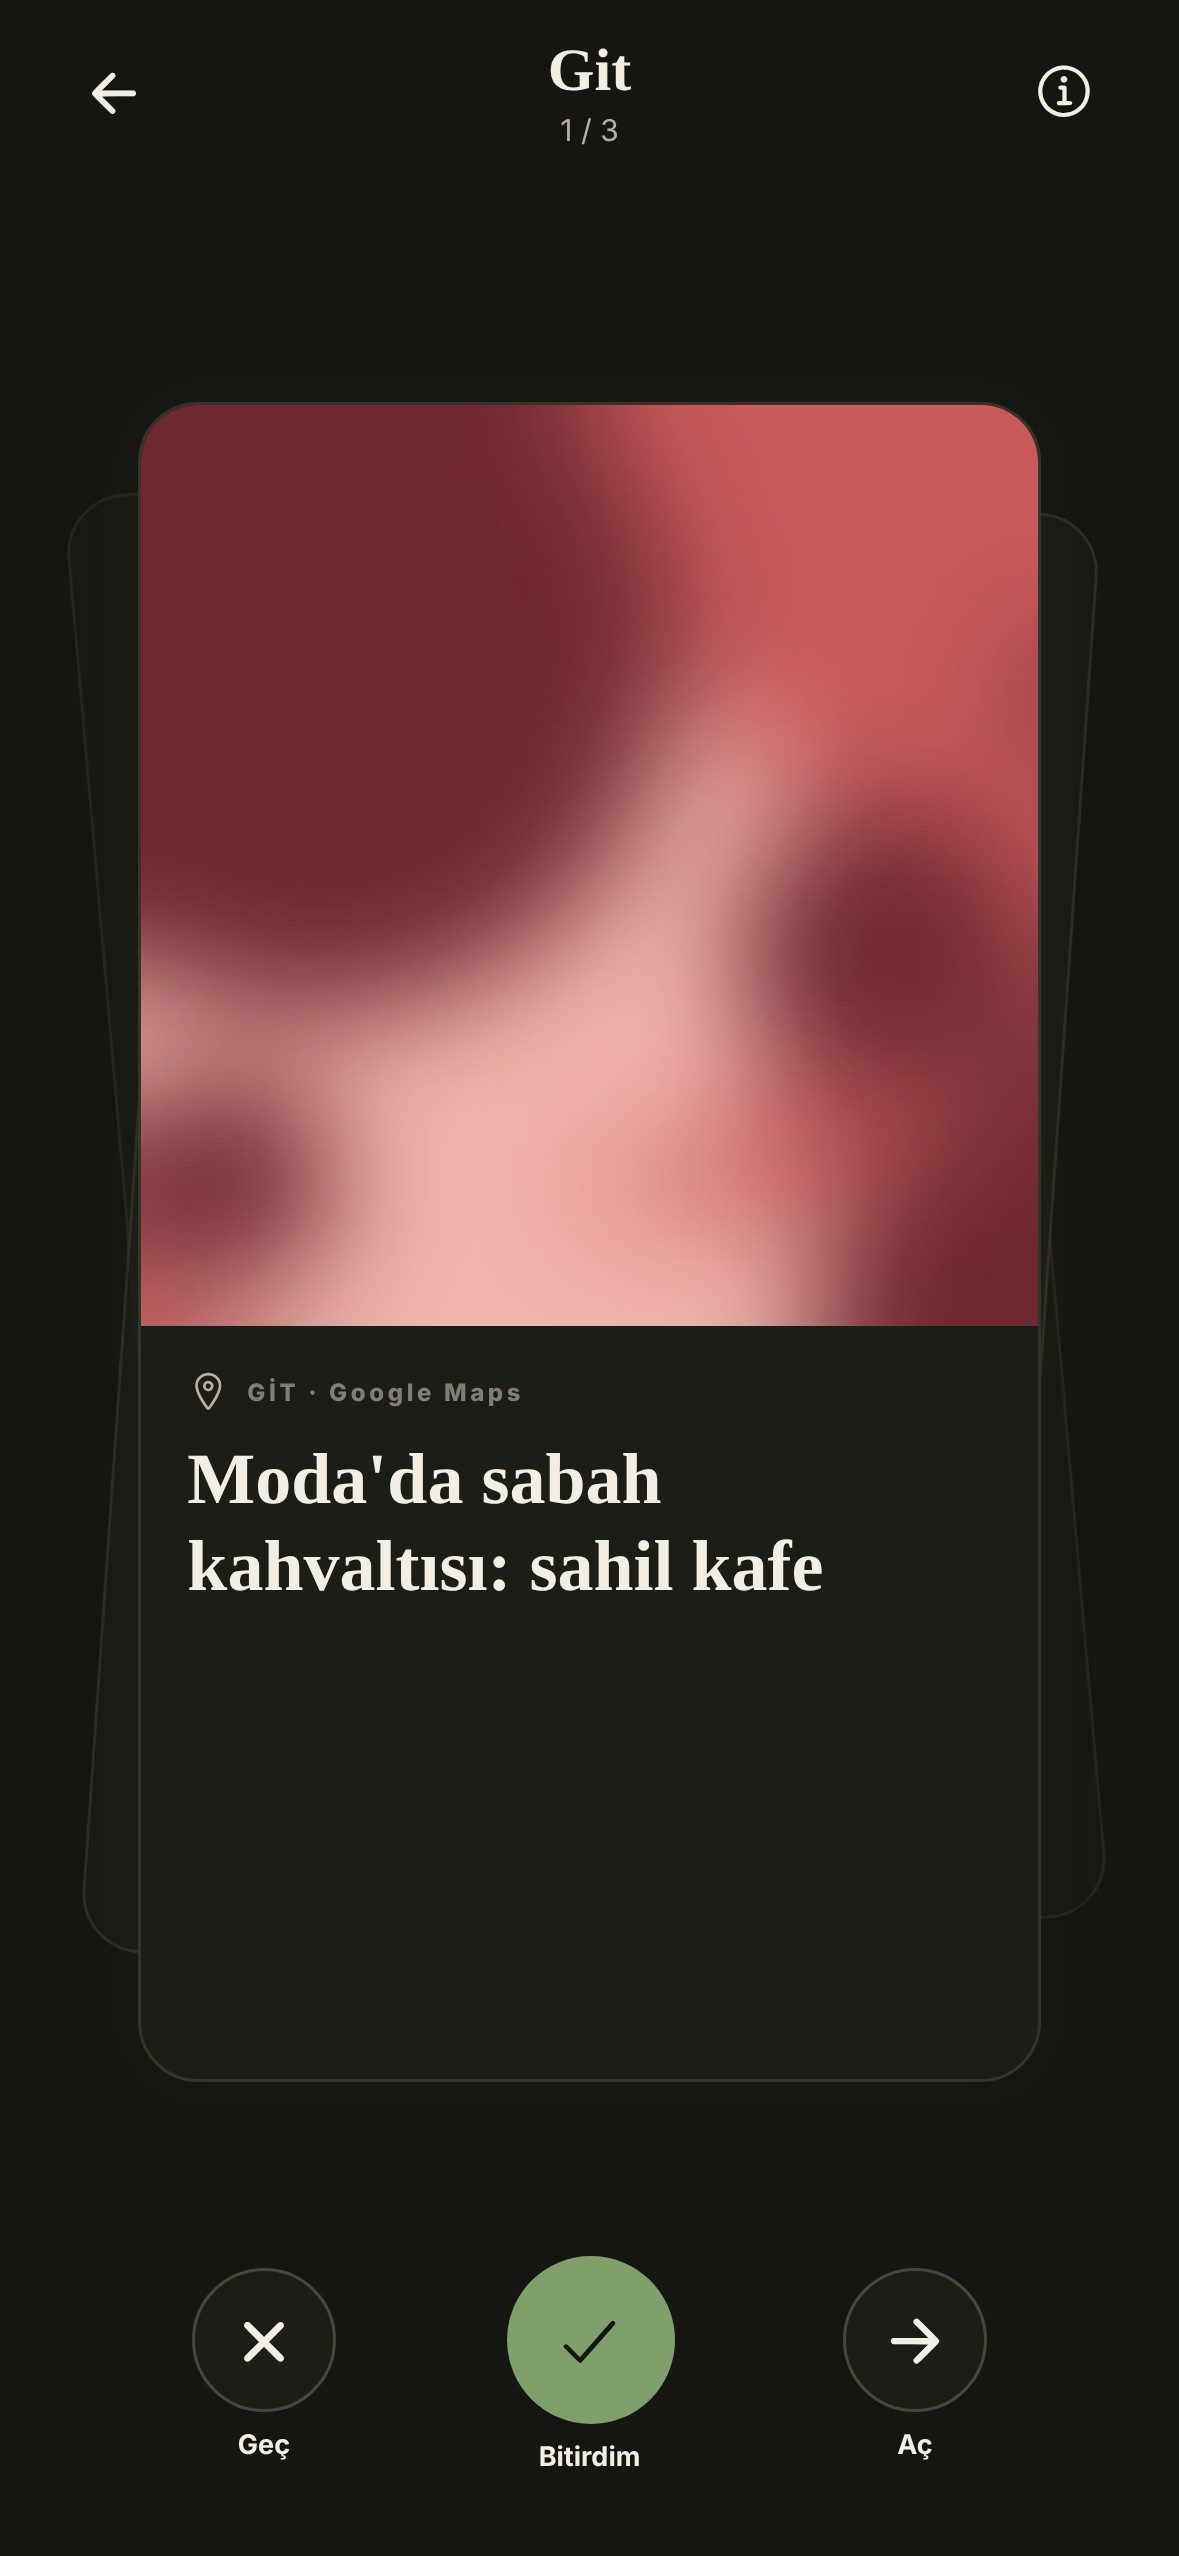 Git
1 / 3
GİT · Google Maps
Moda'da sabah
kahvaltısı: sahil kafe
Geç
Bitirdim
Aç